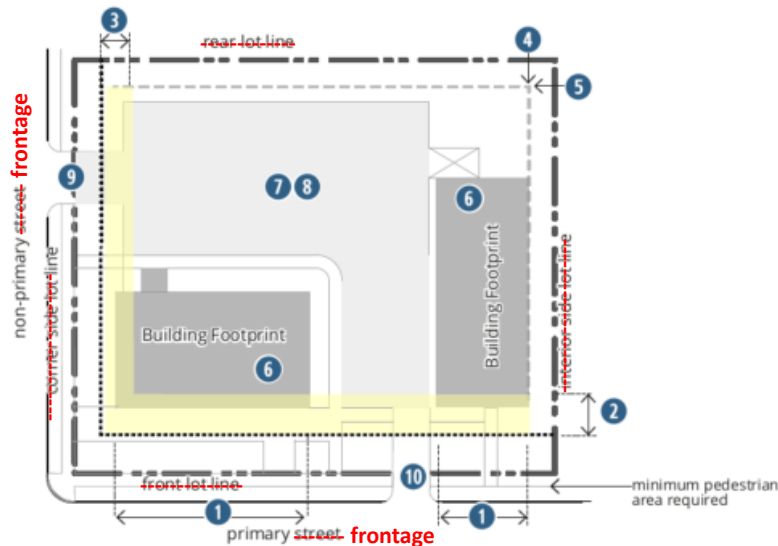 3
rear lot line
4
5
non-primary street frontage
9
7 8
6
corner side lot line
Building Footprint
interior side lot line
Building Footprint
6
2
10
front lot line
minimum pedestrian
area required
1
1
primary street frontage